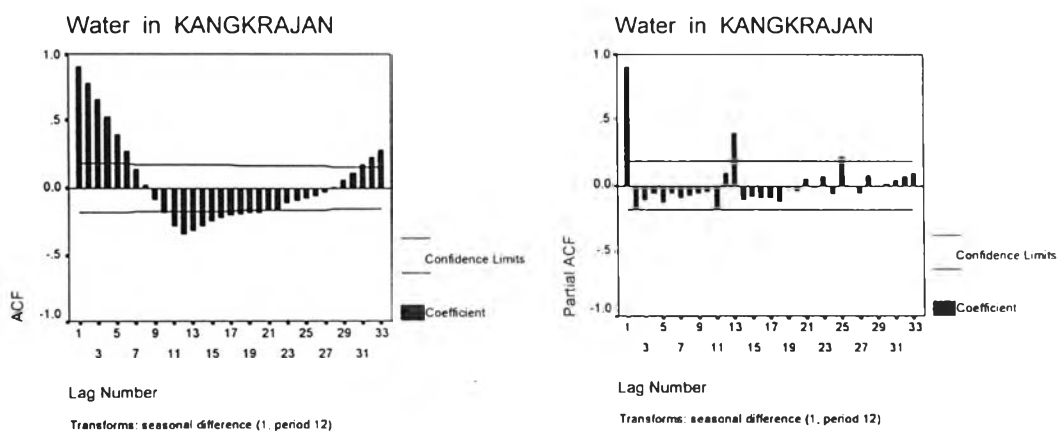 Water in KANGKRAJAN
1.0
.5
0.0
-.5
-1.0
ACF
1 5 9 13 17 21 25 29 33
3 7 11 15 19 23 27 31
Confidence Limits
Coefficient
Lag Number
Transforms: seasonal difference (1, period 12)
Water in KANGKRAJAN
1.0
.5
0.0
-.5
-1.0
Partial ACF
1 5 9 13 17 21 25 29 33
3 7 11 15 19 23 27 31
Confidence Limits
Coefficient
Lag Number
Transforms: seasonal difference (1, period 12)